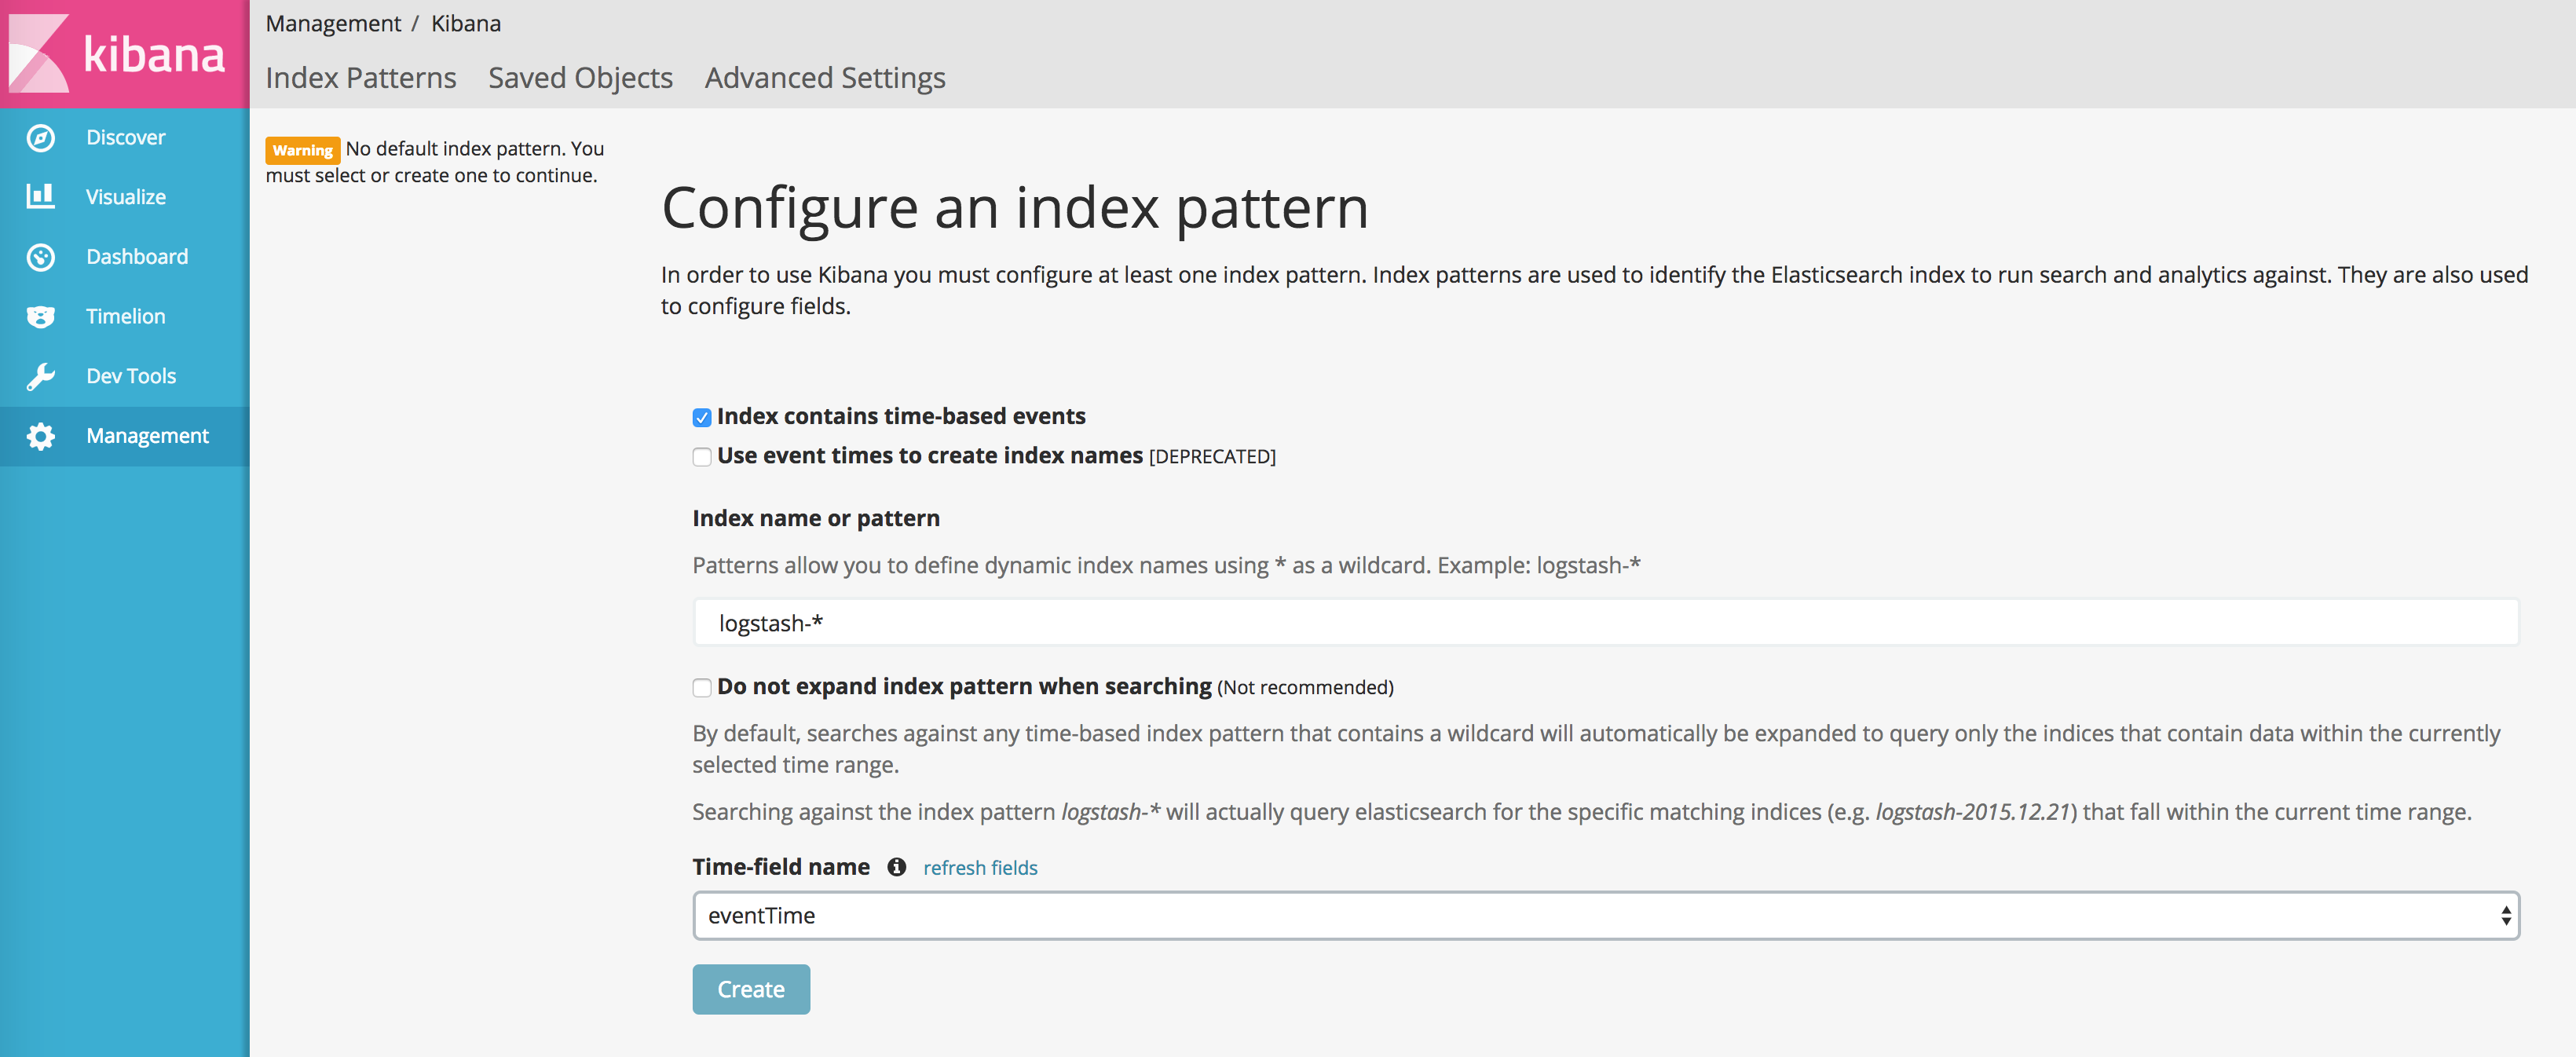 kibana
Management / Kibana
Index Patterns Saved Objects Advanced Settings
Discover
Visualize
Dashboard
Timelion
Dev Tools
Management
Warning No default index pattern. You
must select or create one to continue.
Configure an index pattern
In order to use Kibana you must configure at least one index pattern. Index patterns are used to identify the Elasticsearch index to run search and analytics against. They are also used
to configure fields.
Index contains time-based events
Use event times to create index names [DEPRECATED]
Index name or pattern
Patterns allow you to define dynamic index names using * as a wildcard. Example: logstash-*
logstash-*
Do not expand index pattern when searching (Not recommended)
By default, searches against any time-based index pattern that contains a wildcard will automatically be expanded to query only the indices that contain data within the currently
selected time range.
Searching against the index pattern logstash-* will actually query elasticsearch for the specific matching indices (e.g. logstash-2015.12.21) that fall within the current time range.
Time-field name refresh fields
eventTime
Create